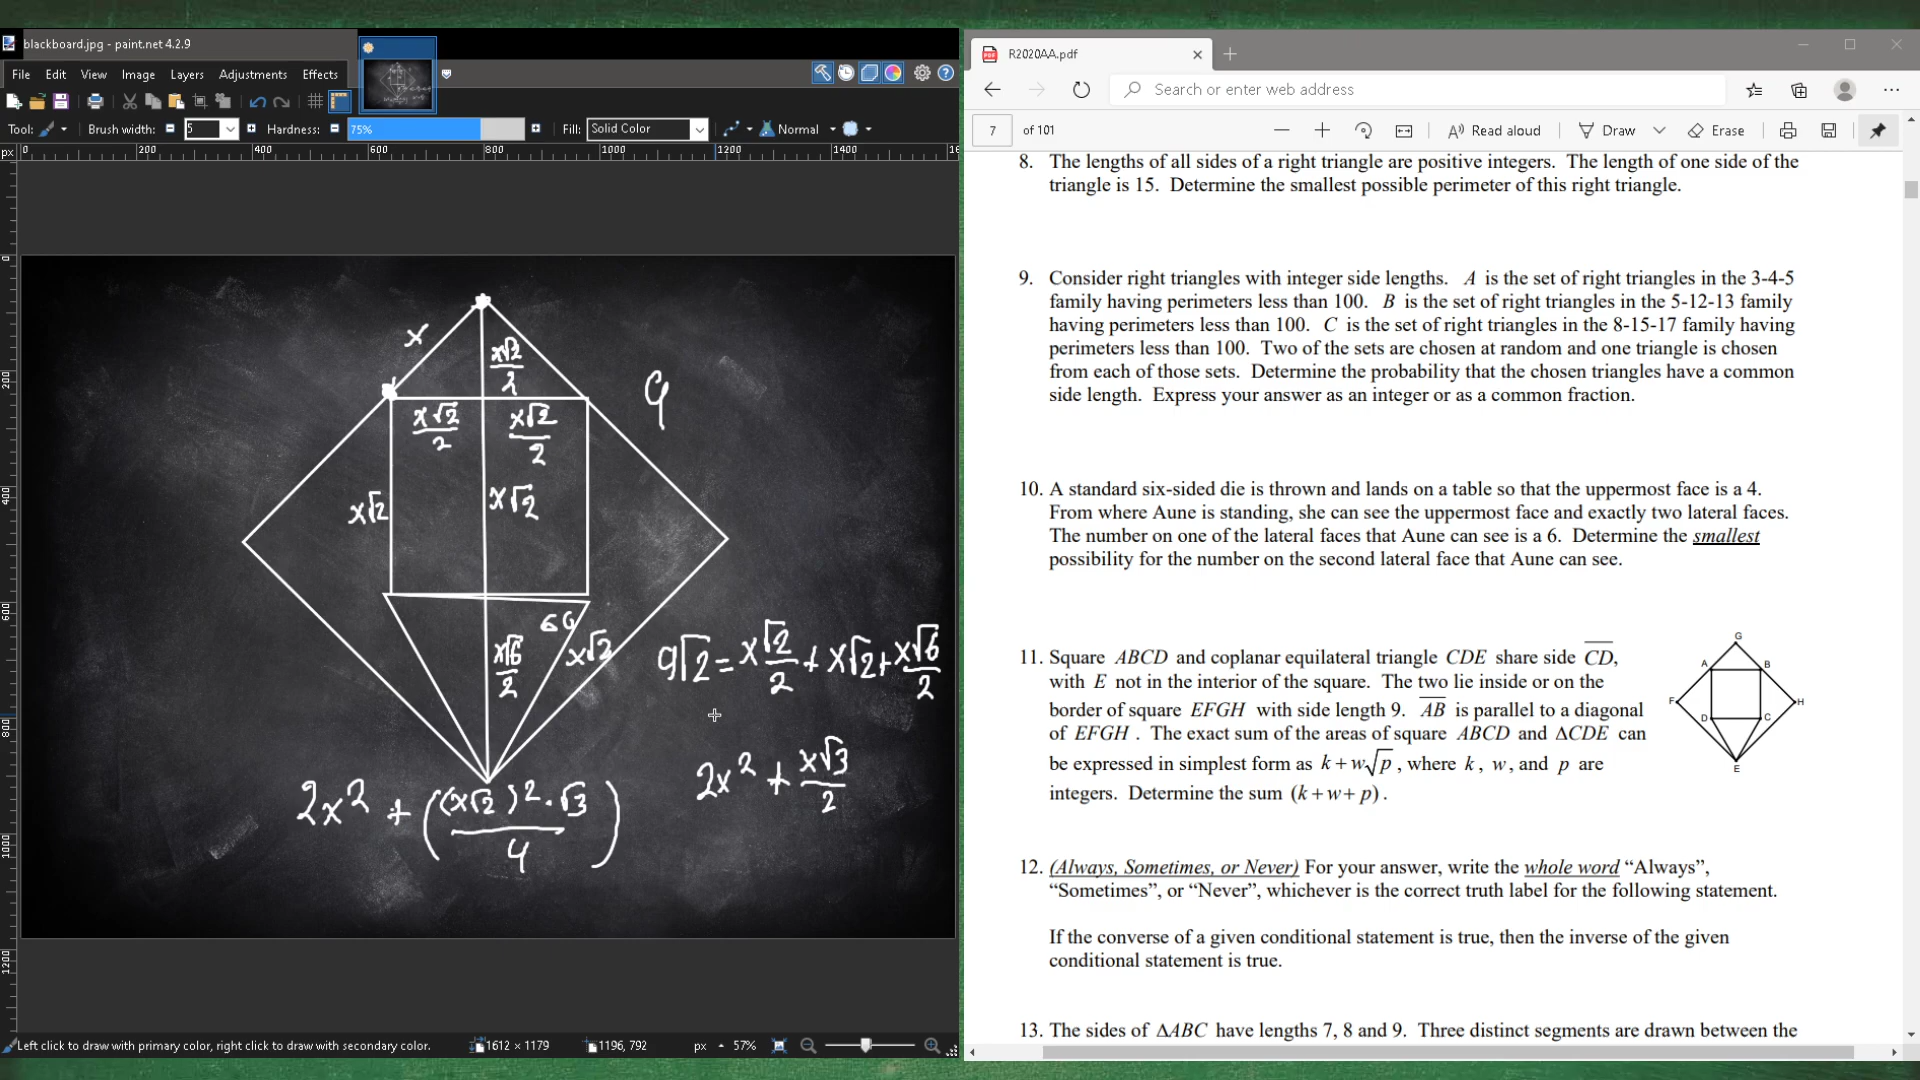 blackboard.jpg - paint.net 4.2.9
File Edit View Image Layers Adjustments Effects
Tool: Brush width: 5 Hardness: 75% Fill: Solid Color Normal
px 0 200 400 600 800 1000 1200 1400
0
200
400
600
800
1000
1200
x
x√2/2
9
x√2/2 x√2/2
x√2 x√2
60
x√6/2 x√2
9√2 = x√2/2 + x√2 + x√6/2
2x² + x√3/2
2x² + ((x√2)² · √3 / 4)
Left click to draw with primary color, right click to draw with secondary color. 1612 × 1179 1196, 792 px 57%
R2020AA.pdf
Search or enter web address
7 of 101 Read aloud Draw Erase
8. The lengths of all sides of a right triangle are positive integers. The length of one side of the
triangle is 15. Determine the smallest possible perimeter of this right triangle.
9. Consider right triangles with integer side lengths. A is the set of right triangles in the 3-4-5
family having perimeters less than 100. B is the set of right triangles in the 5-12-13 family
having perimeters less than 100. C is the set of right triangles in the 8-15-17 family having
perimeters less than 100. Two of the sets are chosen at random and one triangle is chosen
from each of those sets. Determine the probability that the chosen triangles have a common
side length. Express your answer as an integer or as a common fraction.
10. A standard six-sided die is thrown and lands on a table so that the uppermost face is a 4.
From where Aune is standing, she can see the uppermost face and exactly two lateral faces.
The number on one of the lateral faces that Aune can see is a 6. Determine the smallest
possibility for the number on the second lateral face that Aune can see.
11. Square ABCD and coplanar equilateral triangle CDE share side CD,
with E not in the interior of the square. The two lie inside or on the
border of square EFGH with side length 9. AB is parallel to a diagonal
of EFGH . The exact sum of the areas of square ABCD and ΔCDE can
be expressed in simplest form as k+w√p, where k, w, and p are
integers. Determine the sum (k+w+p).
G
A B
F H
D C
E
12. (Always, Sometimes, or Never) For your answer, write the whole word “Always”,
“Sometimes”, or “Never”, whichever is the correct truth label for the following statement.
If the converse of a given conditional statement is true, then the inverse of the given
conditional statement is true.
13. The sides of ΔABC have lengths 7, 8 and 9. Three distinct segments are drawn between the